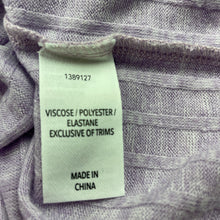 1389127
VISCOSE / POLYESTER /
ELASTANE
EXCLUSIVE OF TRIMS
MADE IN
CHINA